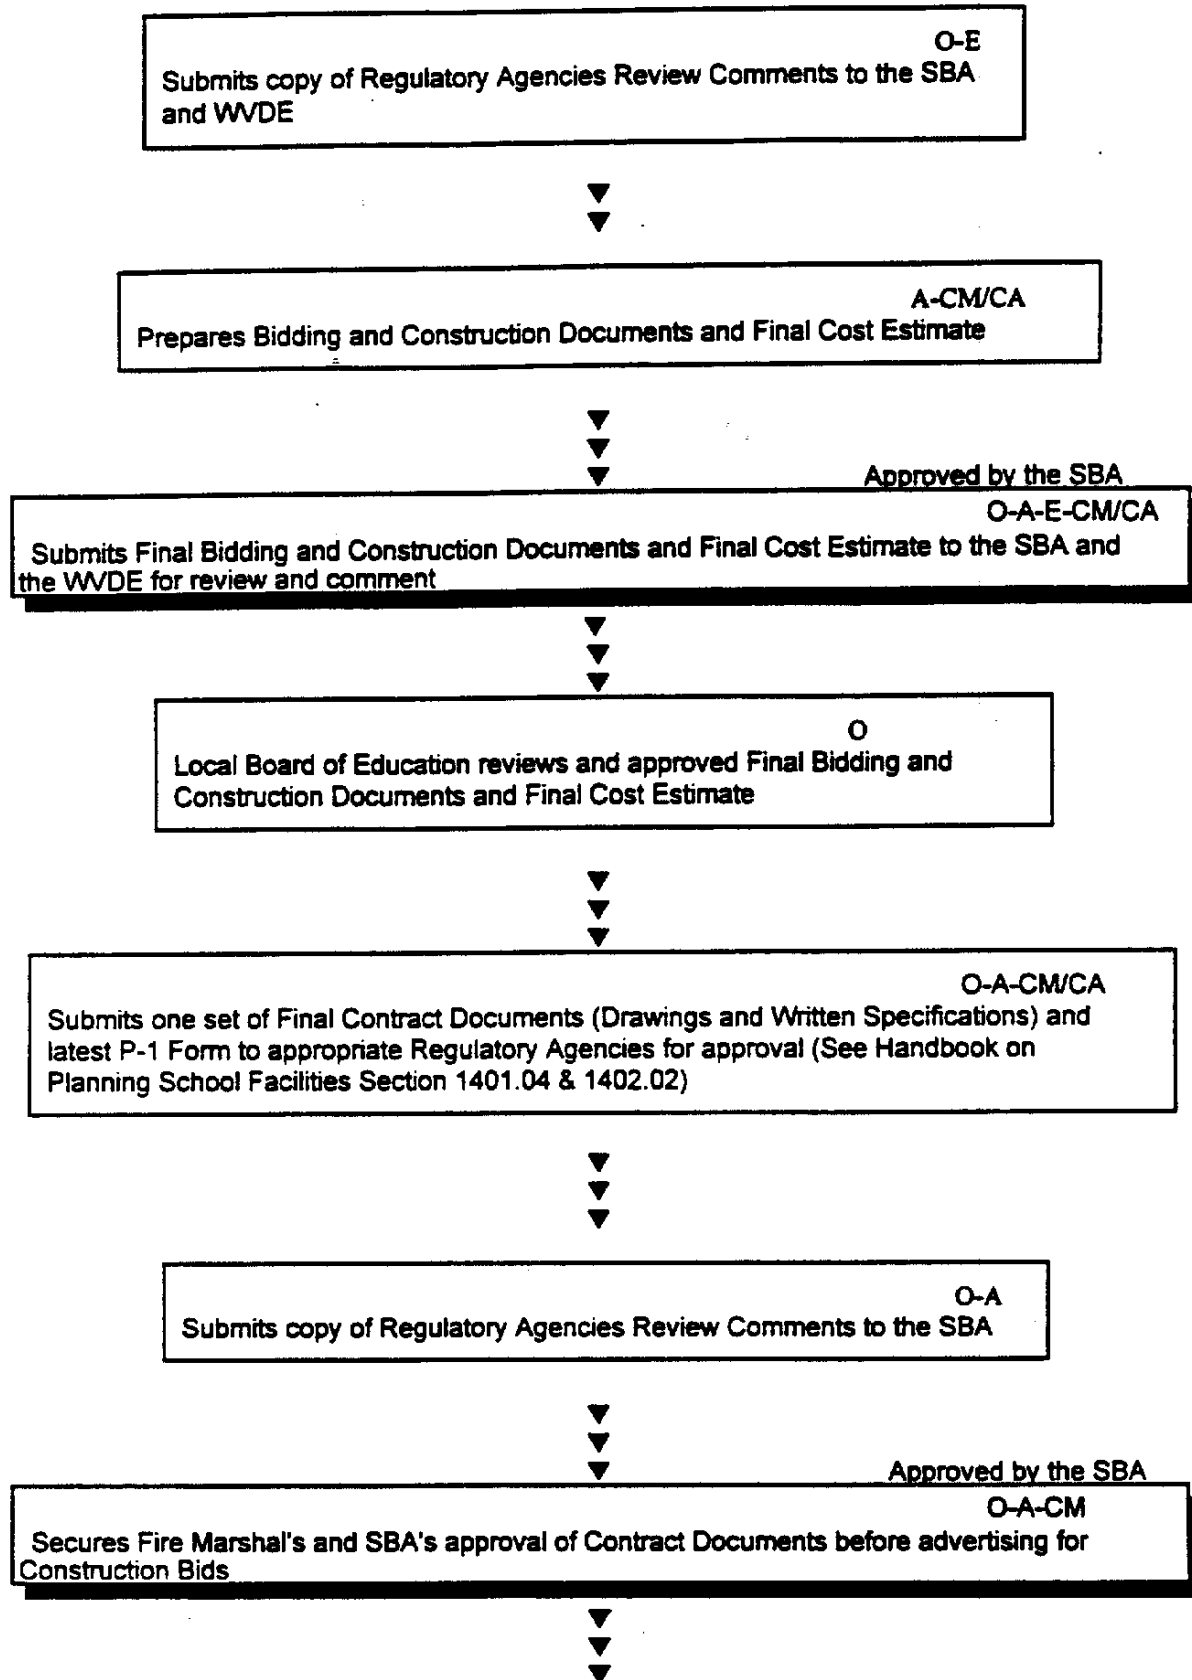 O-E
Submits copy of Regulatory Agencies Review Comments to the SBA
and WVDE
A-CM/CA
Prepares Bidding and Construction Documents and Final Cost Estimate
Approved by the SBA
O-A-E-CM/CA
Submits Final Bidding and Construction Documents and Final Cost Estimate to the SBA and
the WVDE for review and comment
O
Local Board of Education reviews and approved Final Bidding and
Construction Documents and Final Cost Estimate
O-A-CM/CA
Submits one set of Final Contract Documents (Drawings and Written Specifications) and
latest P-1 Form to appropriate Regulatory Agencies for approval (See Handbook on
Planning School Facilities Section 1401.04 & 1402.02)
O-A
Submits copy of Regulatory Agencies Review Comments to the SBA
Approved by the SBA
O-A-CM
Secures Fire Marshal's and SBA's approval of Contract Documents before advertising for
Construction Bids